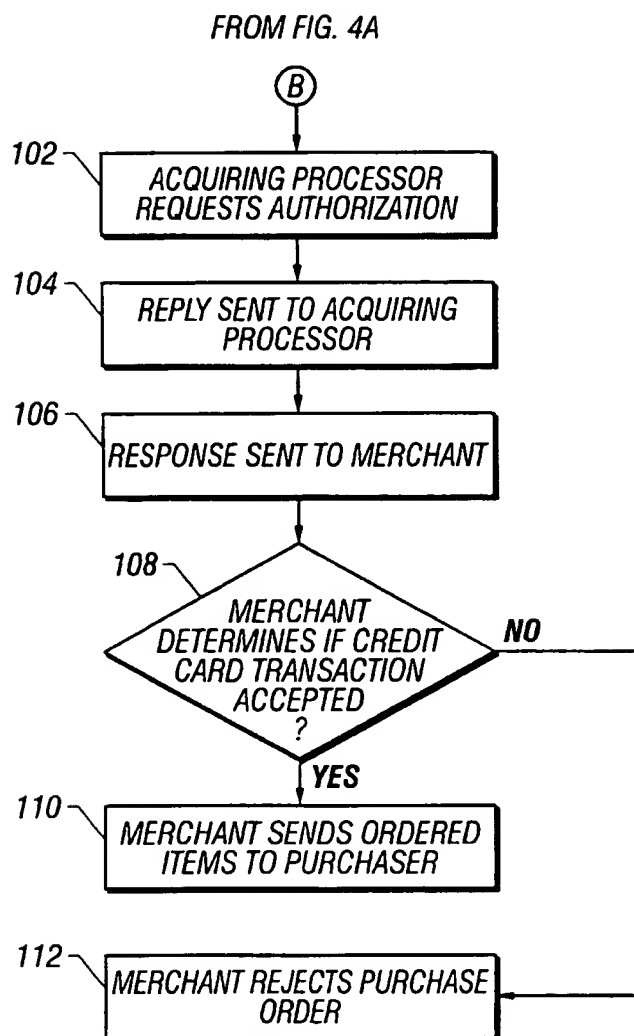 FROM FIG. 4A
B
102
ACQUIRING PROCESSOR
REQUESTS AUTHORIZATION
104
REPLY SENT TO ACQUIRING
PROCESSOR
106
RESPONSE SENT TO MERCHANT
108
MERCHANT
DETERMINES IF CREDIT
CARD TRANSACTION
ACCEPTED
?
NO
YES
110
MERCHANT SENDS ORDERED
ITEMS TO PURCHASER
112
MERCHANT REJECTS PURCHASE
ORDER